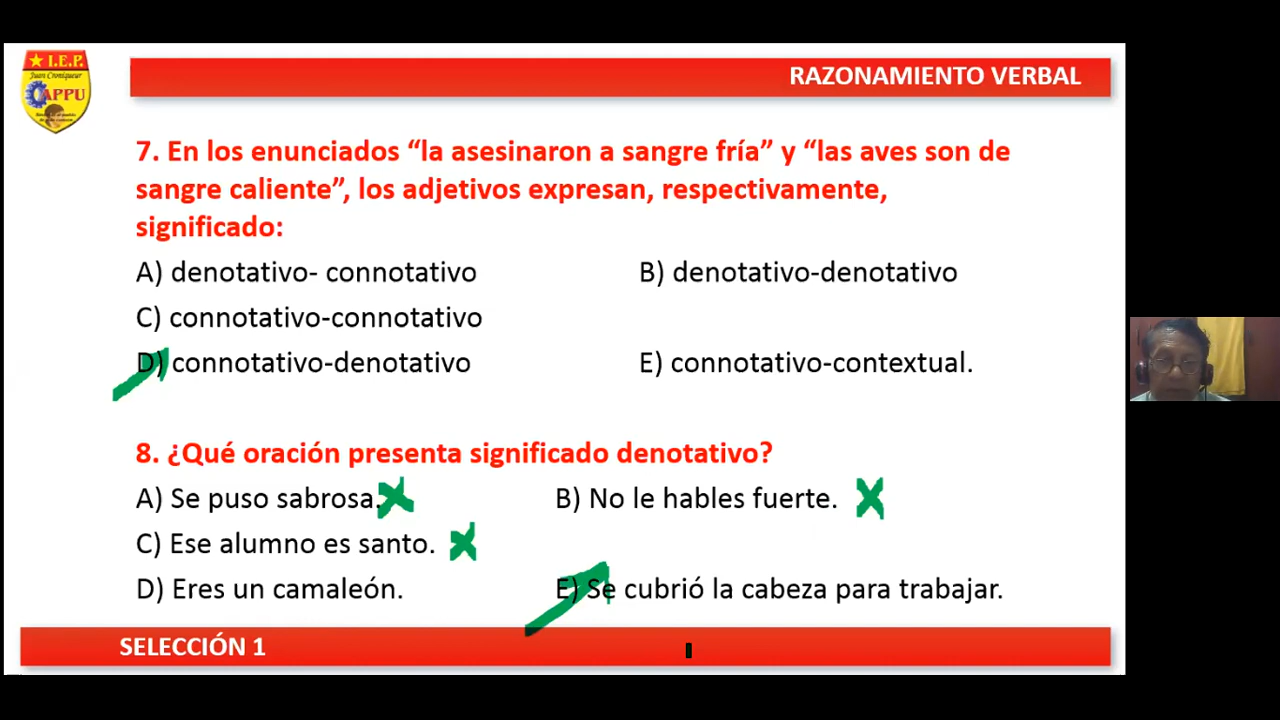 I.E.P.
Juan Croniqueur
CAPPU
RAZONAMIENTO VERBAL
7. En los enunciados “la asesinaron a sangre fría” y “las aves son de
sangre caliente”, los adjetivos expresan, respectivamente,
significado:
A) denotativo- connotativo
B) denotativo-denotativo
C) connotativo-connotativo
D) connotativo-denotativo
E) connotativo-contextual.
8. ¿Qué oración presenta significado denotativo?
A) Se puso sabrosa.
B) No le hables fuerte.
C) Ese alumno es santo.
D) Eres un camaleón.
E) Se cubrió la cabeza para trabajar.
SELECCIÓN 1